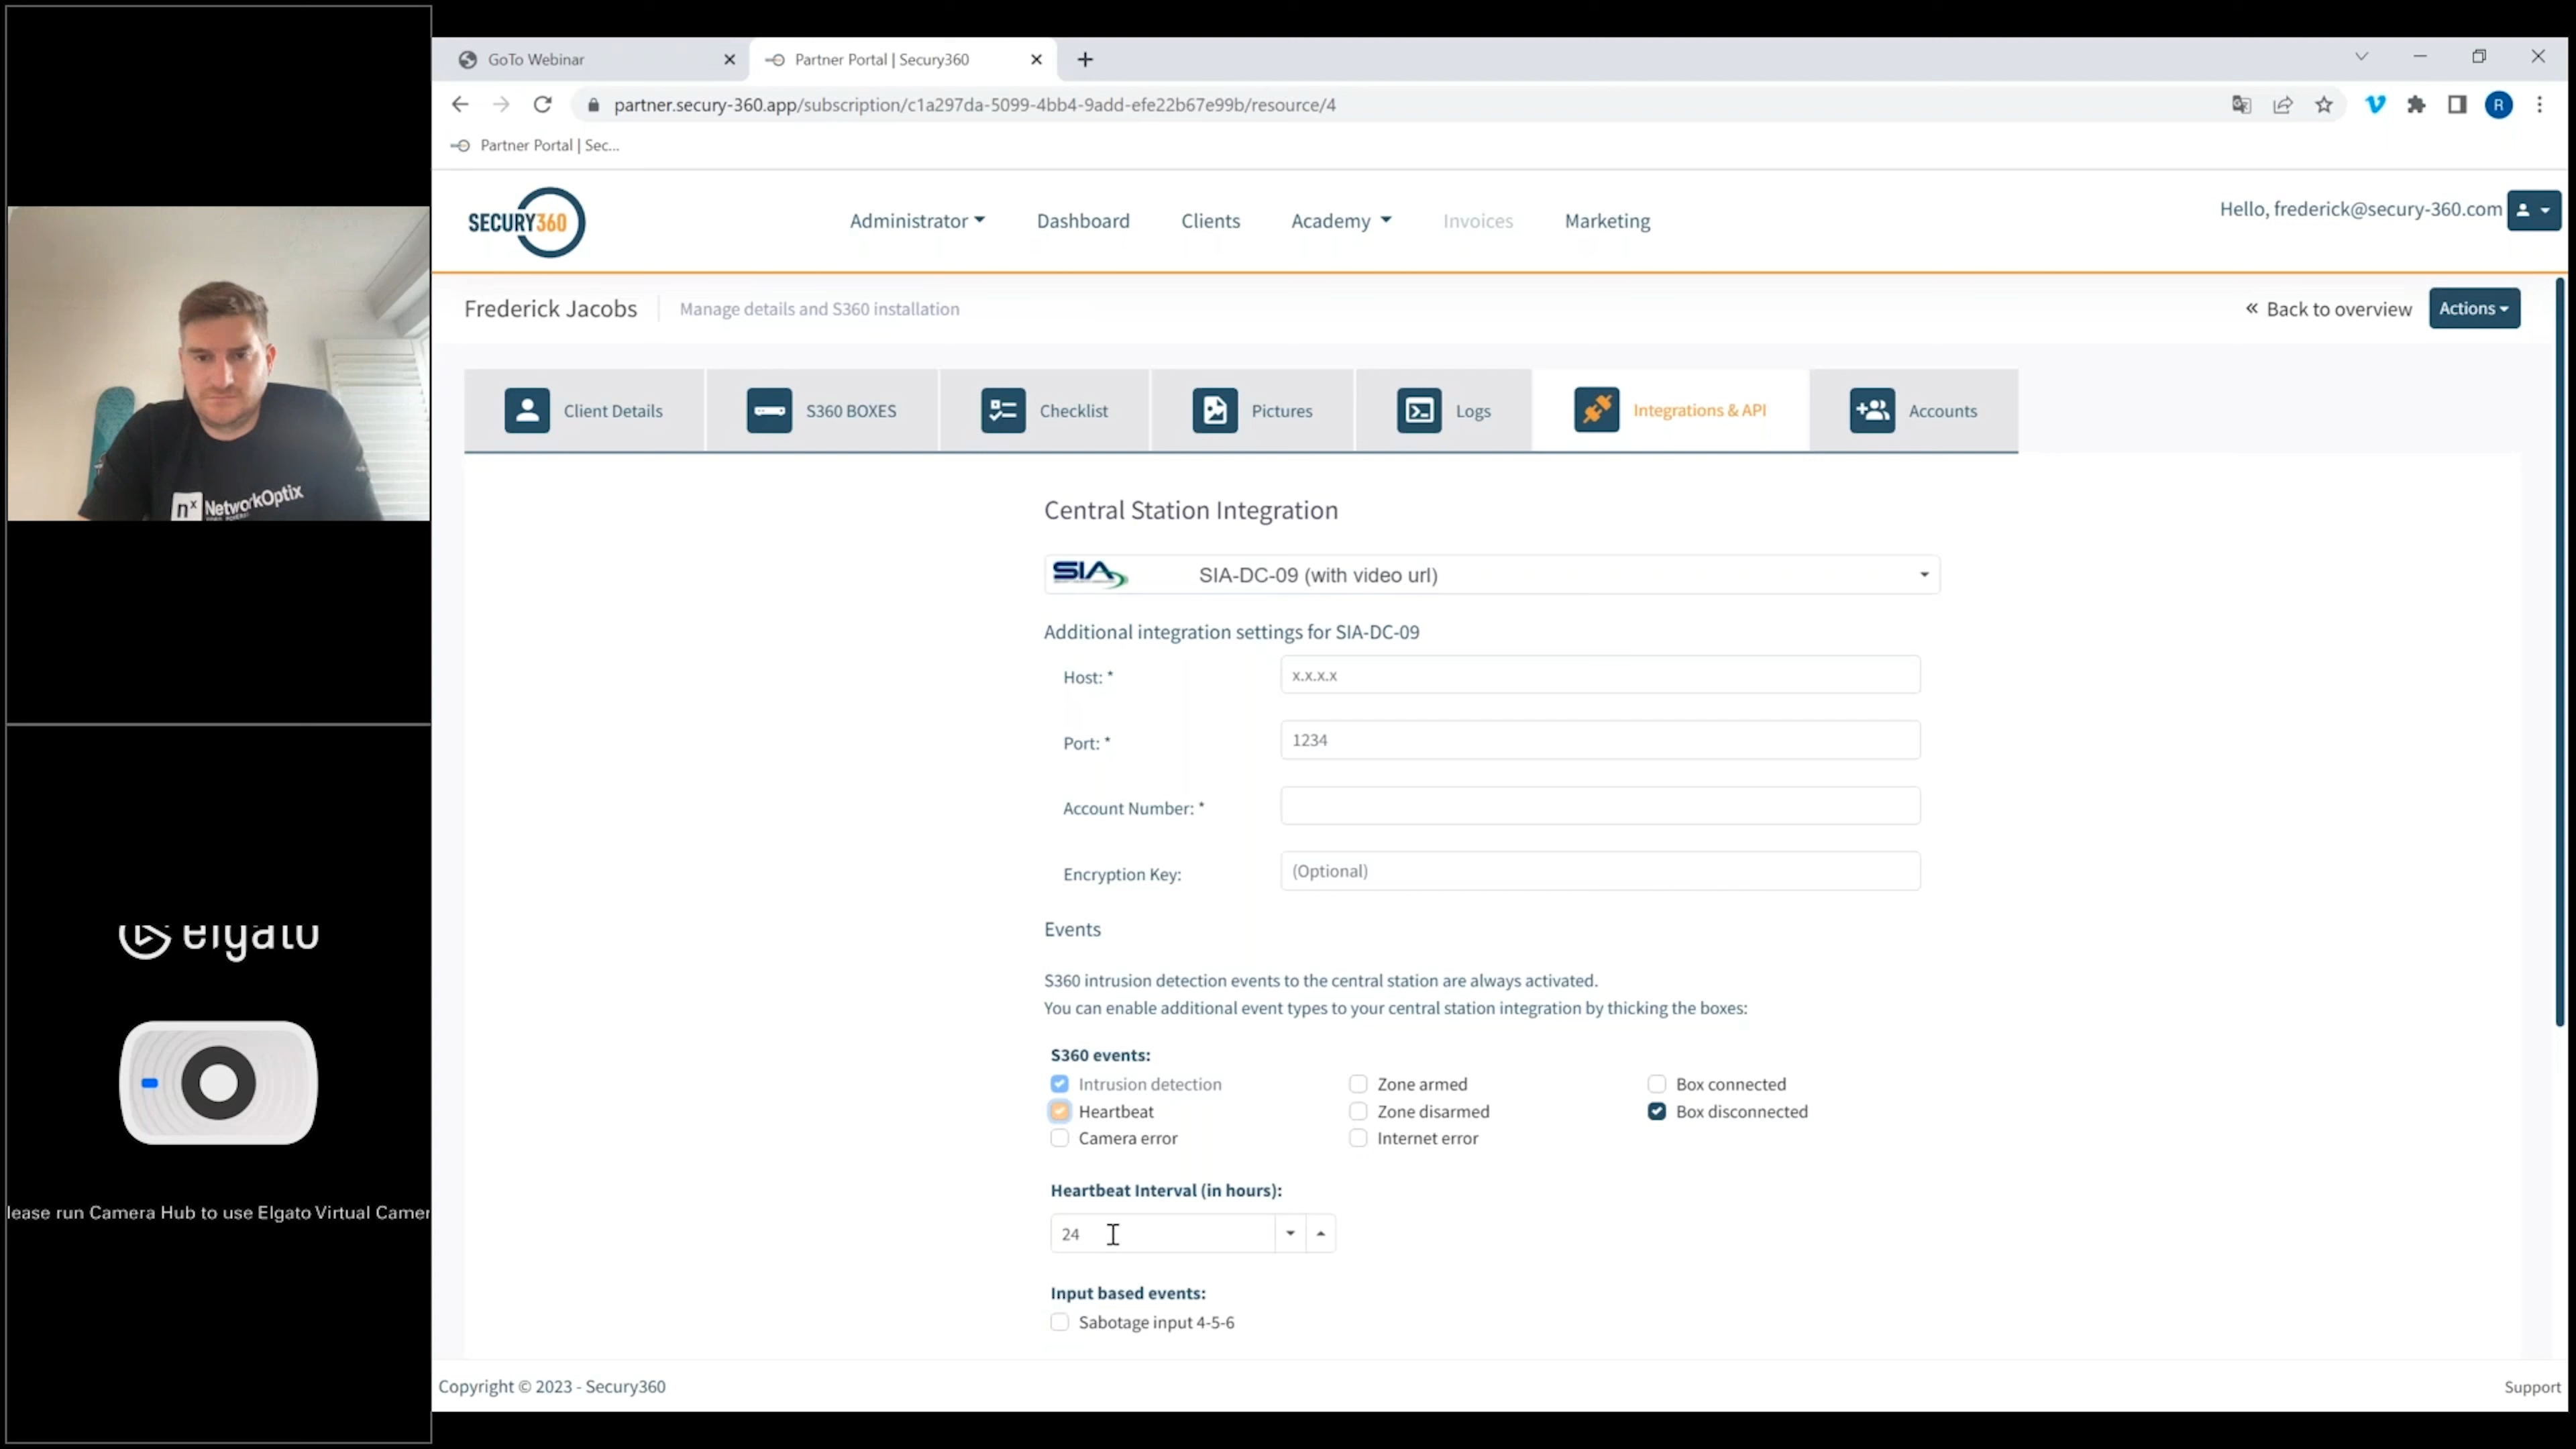 GoTo Webinar
Partner Portal | Secury360
partner.secury-360.app/subscription/c1a297da-5099-4bb4-9add-efe22b67e99b/resource/4
R
Partner Portal | Sec...
SECURY360
Administrator
Dashboard
Clients
Academy
Invoices
Marketing
Hello, frederick@secury-360.com
Frederick Jacobs
Manage details and S360 installation
« Back to overview
Actions
Client Details
S360 BOXES
Checklist
Pictures
Logs
Integrations & API
Accounts
nx NetworkOptix
Central Station Integration
SIA
SIA-DC-09 (with video url)
Additional integration settings for SIA-DC-09
Host: *
x.x.x.x
Port: *
1234
Account Number: *
Encryption Key:
(Optional)
Events
S360 intrusion detection events to the central station are always activated.
You can enable additional event types to your central station integration by thicking the boxes:
S360 events:
Intrusion detection
Zone armed
Box connected
Heartbeat
Zone disarmed
Box disconnected
Camera error
Internet error
Heartbeat Interval (in hours):
24
Input based events:
Sabotage input 4-5-6
elgato
lease run Camera Hub to use Elgato Virtual Camer
Copyright © 2023 - Secury360
Support